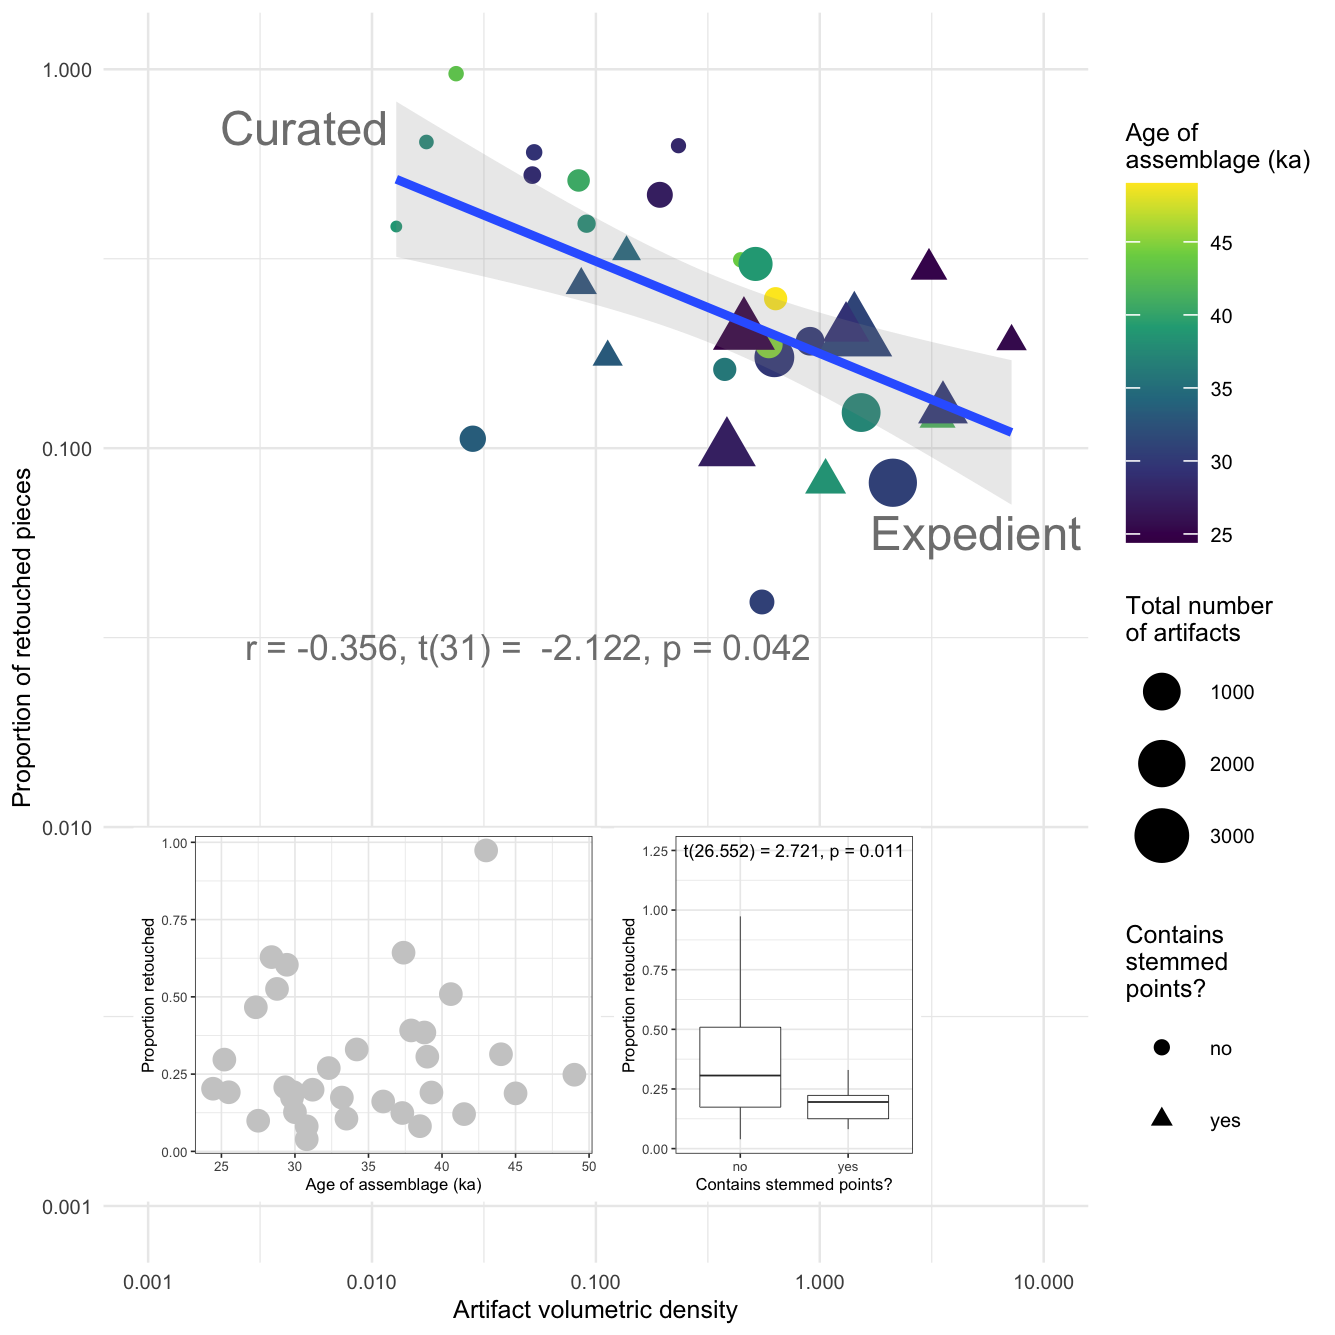 1.000
0.100
0.010
0.001
Proportion of retouched pieces
Curated
Expedient
r = -0.356, t(31) =  -2.122, p = 0.042
0.001
0.010
0.100
1.000
10.000
Artifact volumetric density
1.00
0.75
0.50
0.25
0.00
Proportion retouched
25
30
35
40
45
50
Age of assemblage (ka)
t(26.552) = 2.721, p = 0.011
1.25
1.00
0.75
0.50
0.25
0.00
Proportion retouched
no
yes
Contains stemmed points?
Age of
assemblage (ka)
45
40
35
30
25
Total number
of artifacts
1000
2000
3000
Contains
stemmed
points?
no
yes